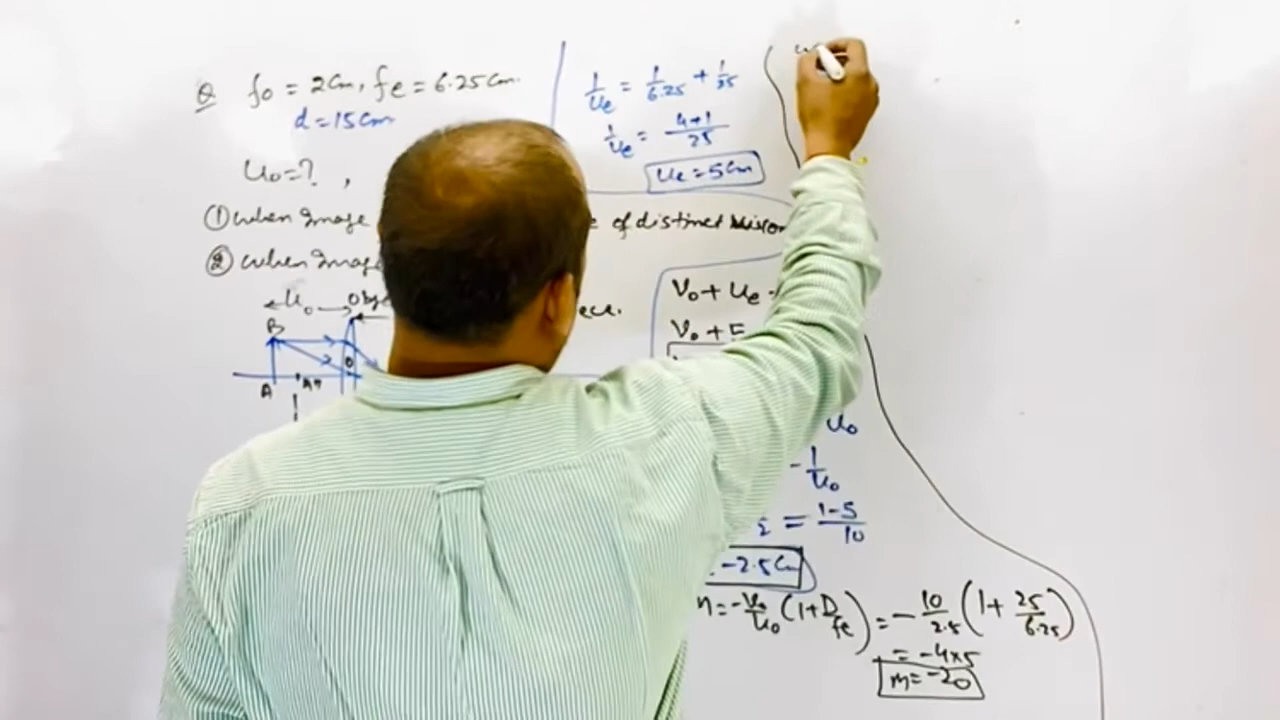 Q fo = 2cm, fe = 6.25cm
d = 15cm
uo = ?,
① when Image
e of distinct vision
② when Image
ece.
← uo →
B
A
1/ue = 1/6.25 + 1/25
1/ue = 4+1/25
ue = 5cm
Vo + ue
Vo +
uo
- 1/uo
= 1-5/10
-2.5cm
= -Vo/uo (1 + D/fe) = - 10/2.5 (1 + 25/6.25)
= -4×5
m = -20